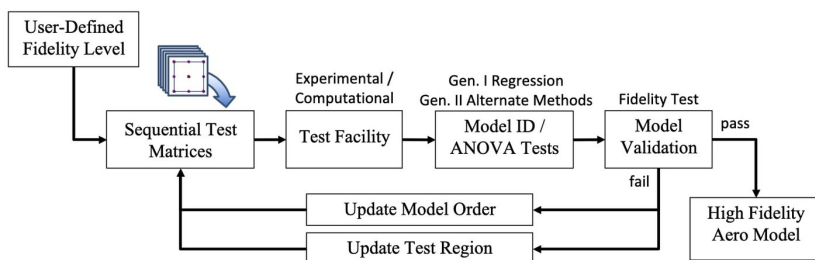 User-Defined
Fidelity Level
Experimental /
Computational
Gen. I Regression
Gen. II Alternate Methods
Fidelity Test
Sequential Test
Matrices
Test Facility
Model ID /
ANOVA Tests
Model
Validation
pass
fail
Update Model Order
Update Test Region
High Fidelity
Aero Model